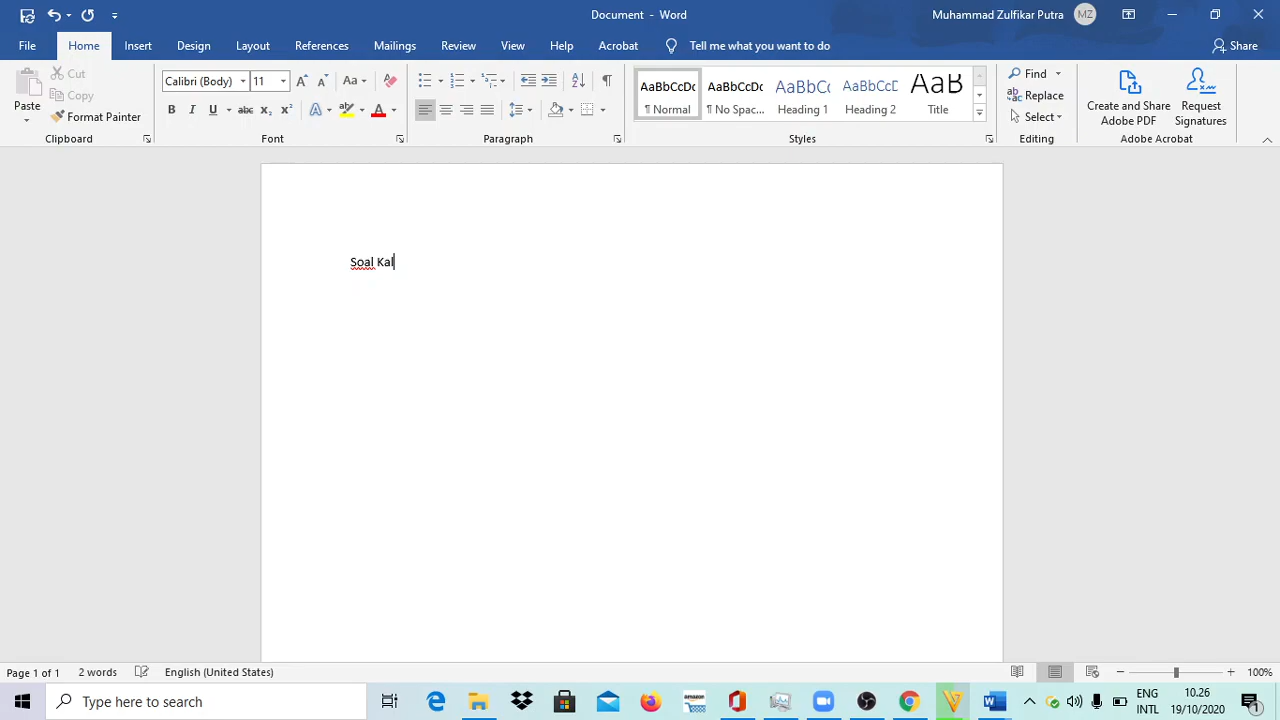 Document - Word
Muhammad Zulfikar Putra
MZ
File
Home
Insert
Design
Layout
References
Mailings
Review
View
Help
Acrobat
Tell me what you want to do
Share
Paste
Cut
Copy
Format Painter
Clipboard
Calibri (Body)
11
Font
Paragraph
AaBbCcDc
¶ Normal
AaBbCcDc
¶ No Spac...
AaBbCc
Heading 1
AaBbCcD
Heading 2
AaB
Title
Styles
Find
Replace
Select
Editing
Create and Share
Adobe PDF
Request
Signatures
Adobe Acrobat
Soal Kal
Page 1 of 1
2 words
English (United States)
100%
Type here to search
ENG
INTL
10.26
19/10/2020